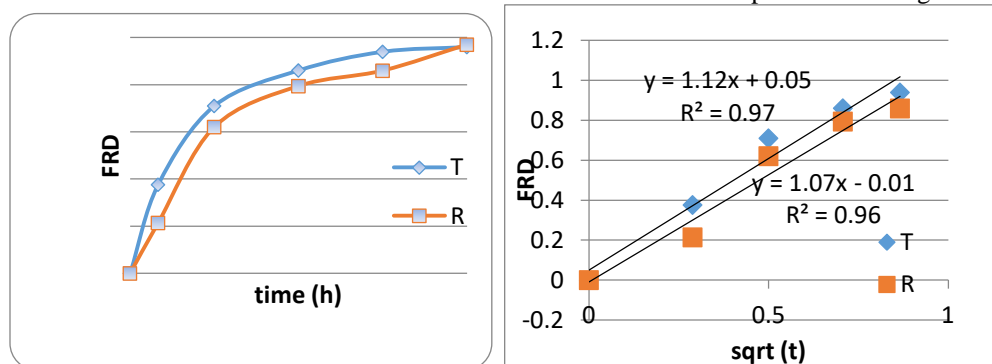 FRD
T
R
time (h)
1.2
1
0.8
0.6
0.4
0.2
0
-0.2
FRD
y = 1.12x + 0.05
R² = 0.97
y = 1.07x - 0.01
R² = 0.96
T
R
0
0.5
1
sqrt (t)